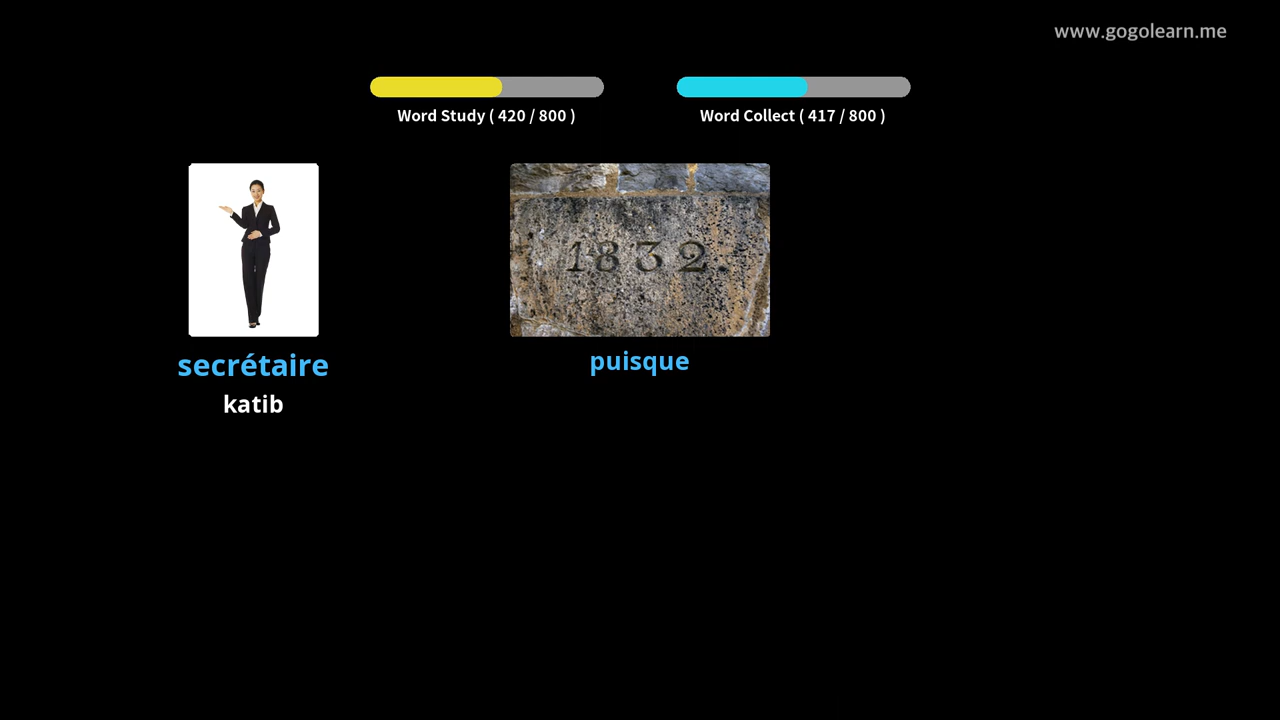 www.gogolearn.me
Word Study ( 420 / 800 )
Word Collect ( 417 / 800 )
1832.
secrétaire
katib
puisque